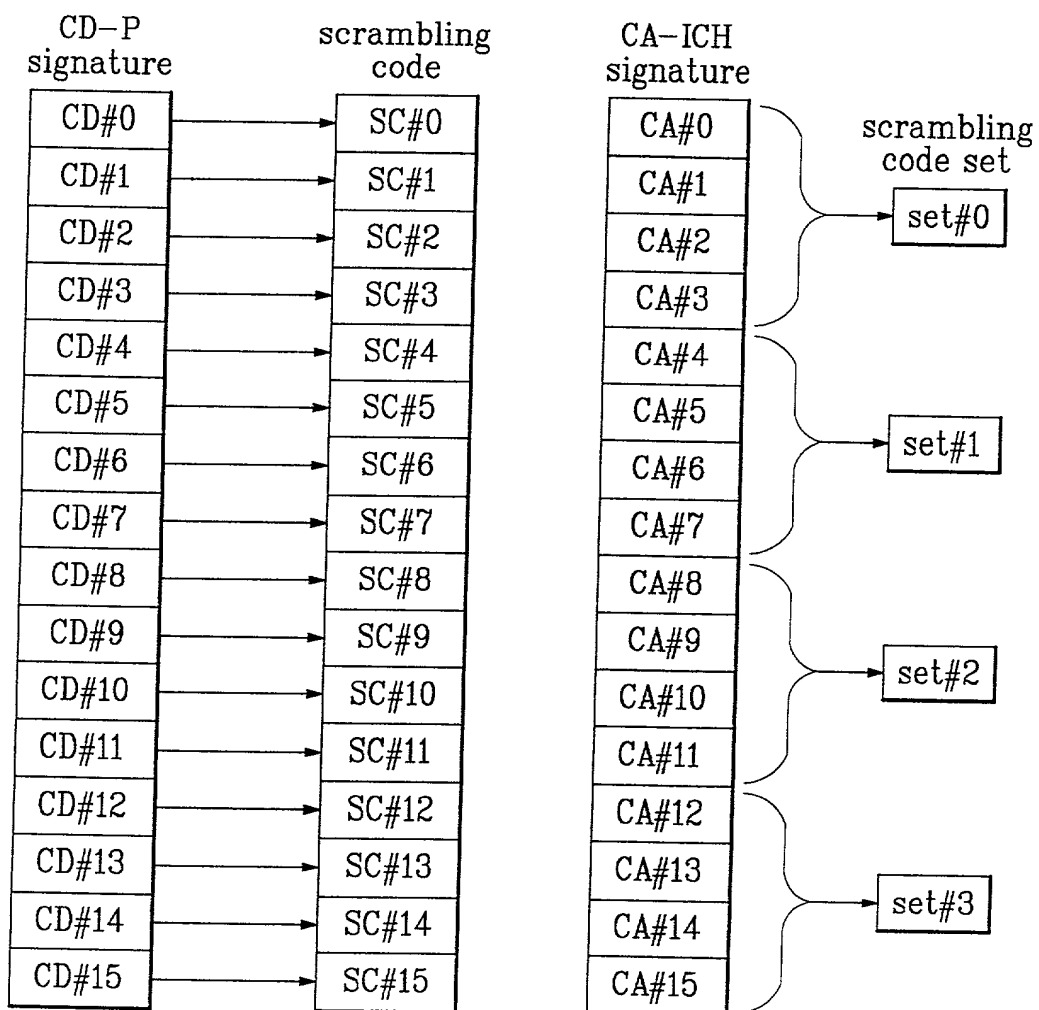 CD-P
signature
scrambling
code
CA-ICH
signature
scrambling
code set
CD#0
CD#1
CD#2
CD#3
CD#4
CD#5
CD#6
CD#7
CD#8
CD#9
CD#10
CD#11
CD#12
CD#13
CD#14
CD#15
SC#0
SC#1
SC#2
SC#3
SC#4
SC#5
SC#6
SC#7
SC#8
SC#9
SC#10
SC#11
SC#12
SC#13
SC#14
SC#15
CA#0
CA#1
CA#2
CA#3
CA#4
CA#5
CA#6
CA#7
CA#8
CA#9
CA#10
CA#11
CA#12
CA#13
CA#14
CA#15
set#0
set#1
set#2
set#3